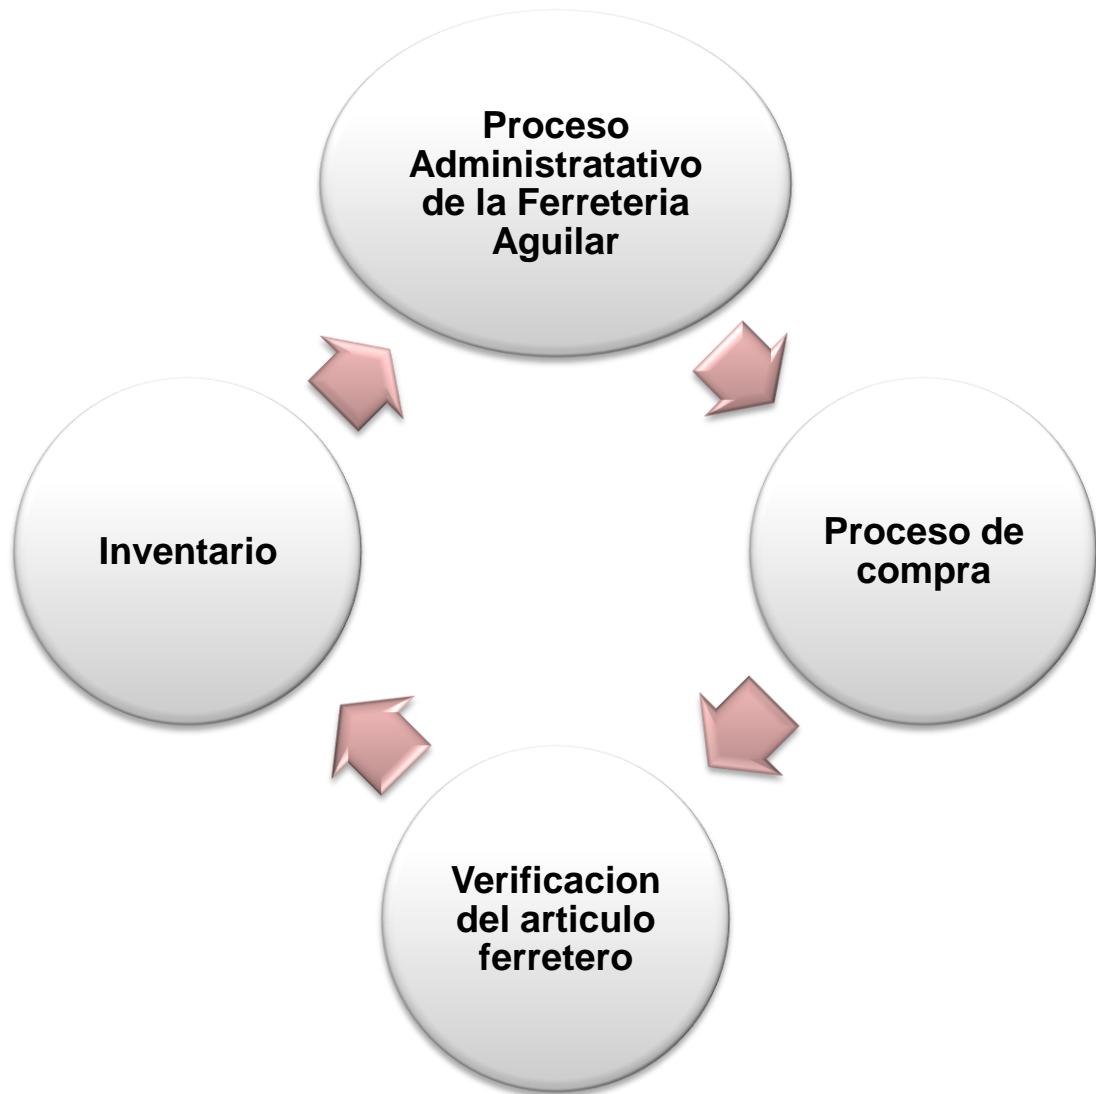 Proceso
Administratativo
de la Ferreteria
Aguilar
Proceso de
compra
Verificacion
del articulo
ferretero
Inventario